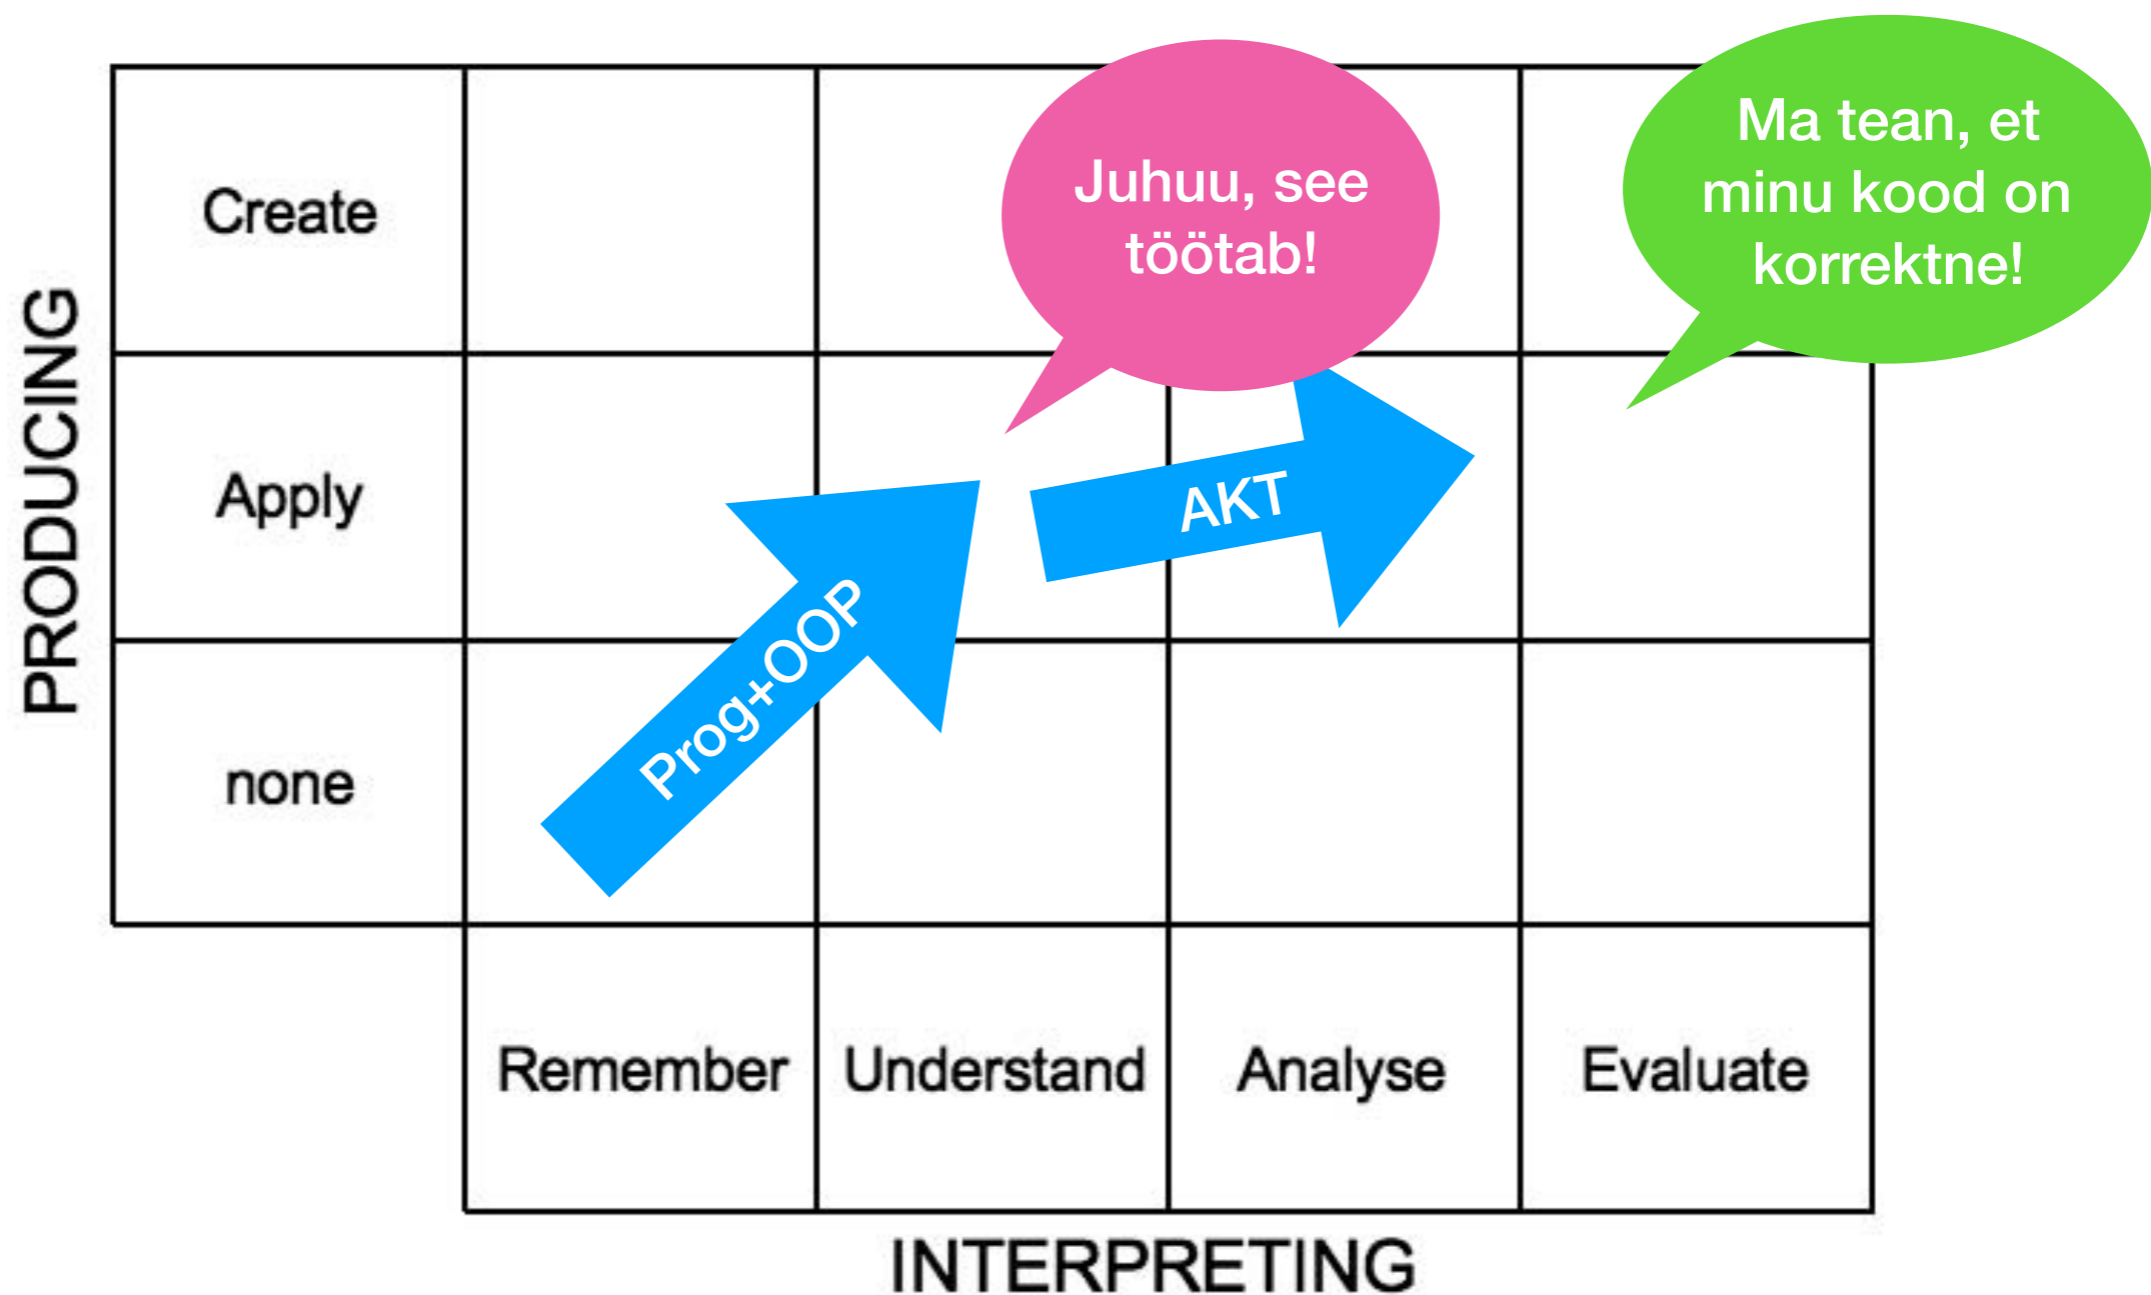 Juhuu, see
töötab!
Ma tean, et
minu kood on
korrektne!
PRODUCING
Create
Apply
AKT
Prog+OOP
none
Remember
Understand
Analyse
Evaluate
INTERPRETING